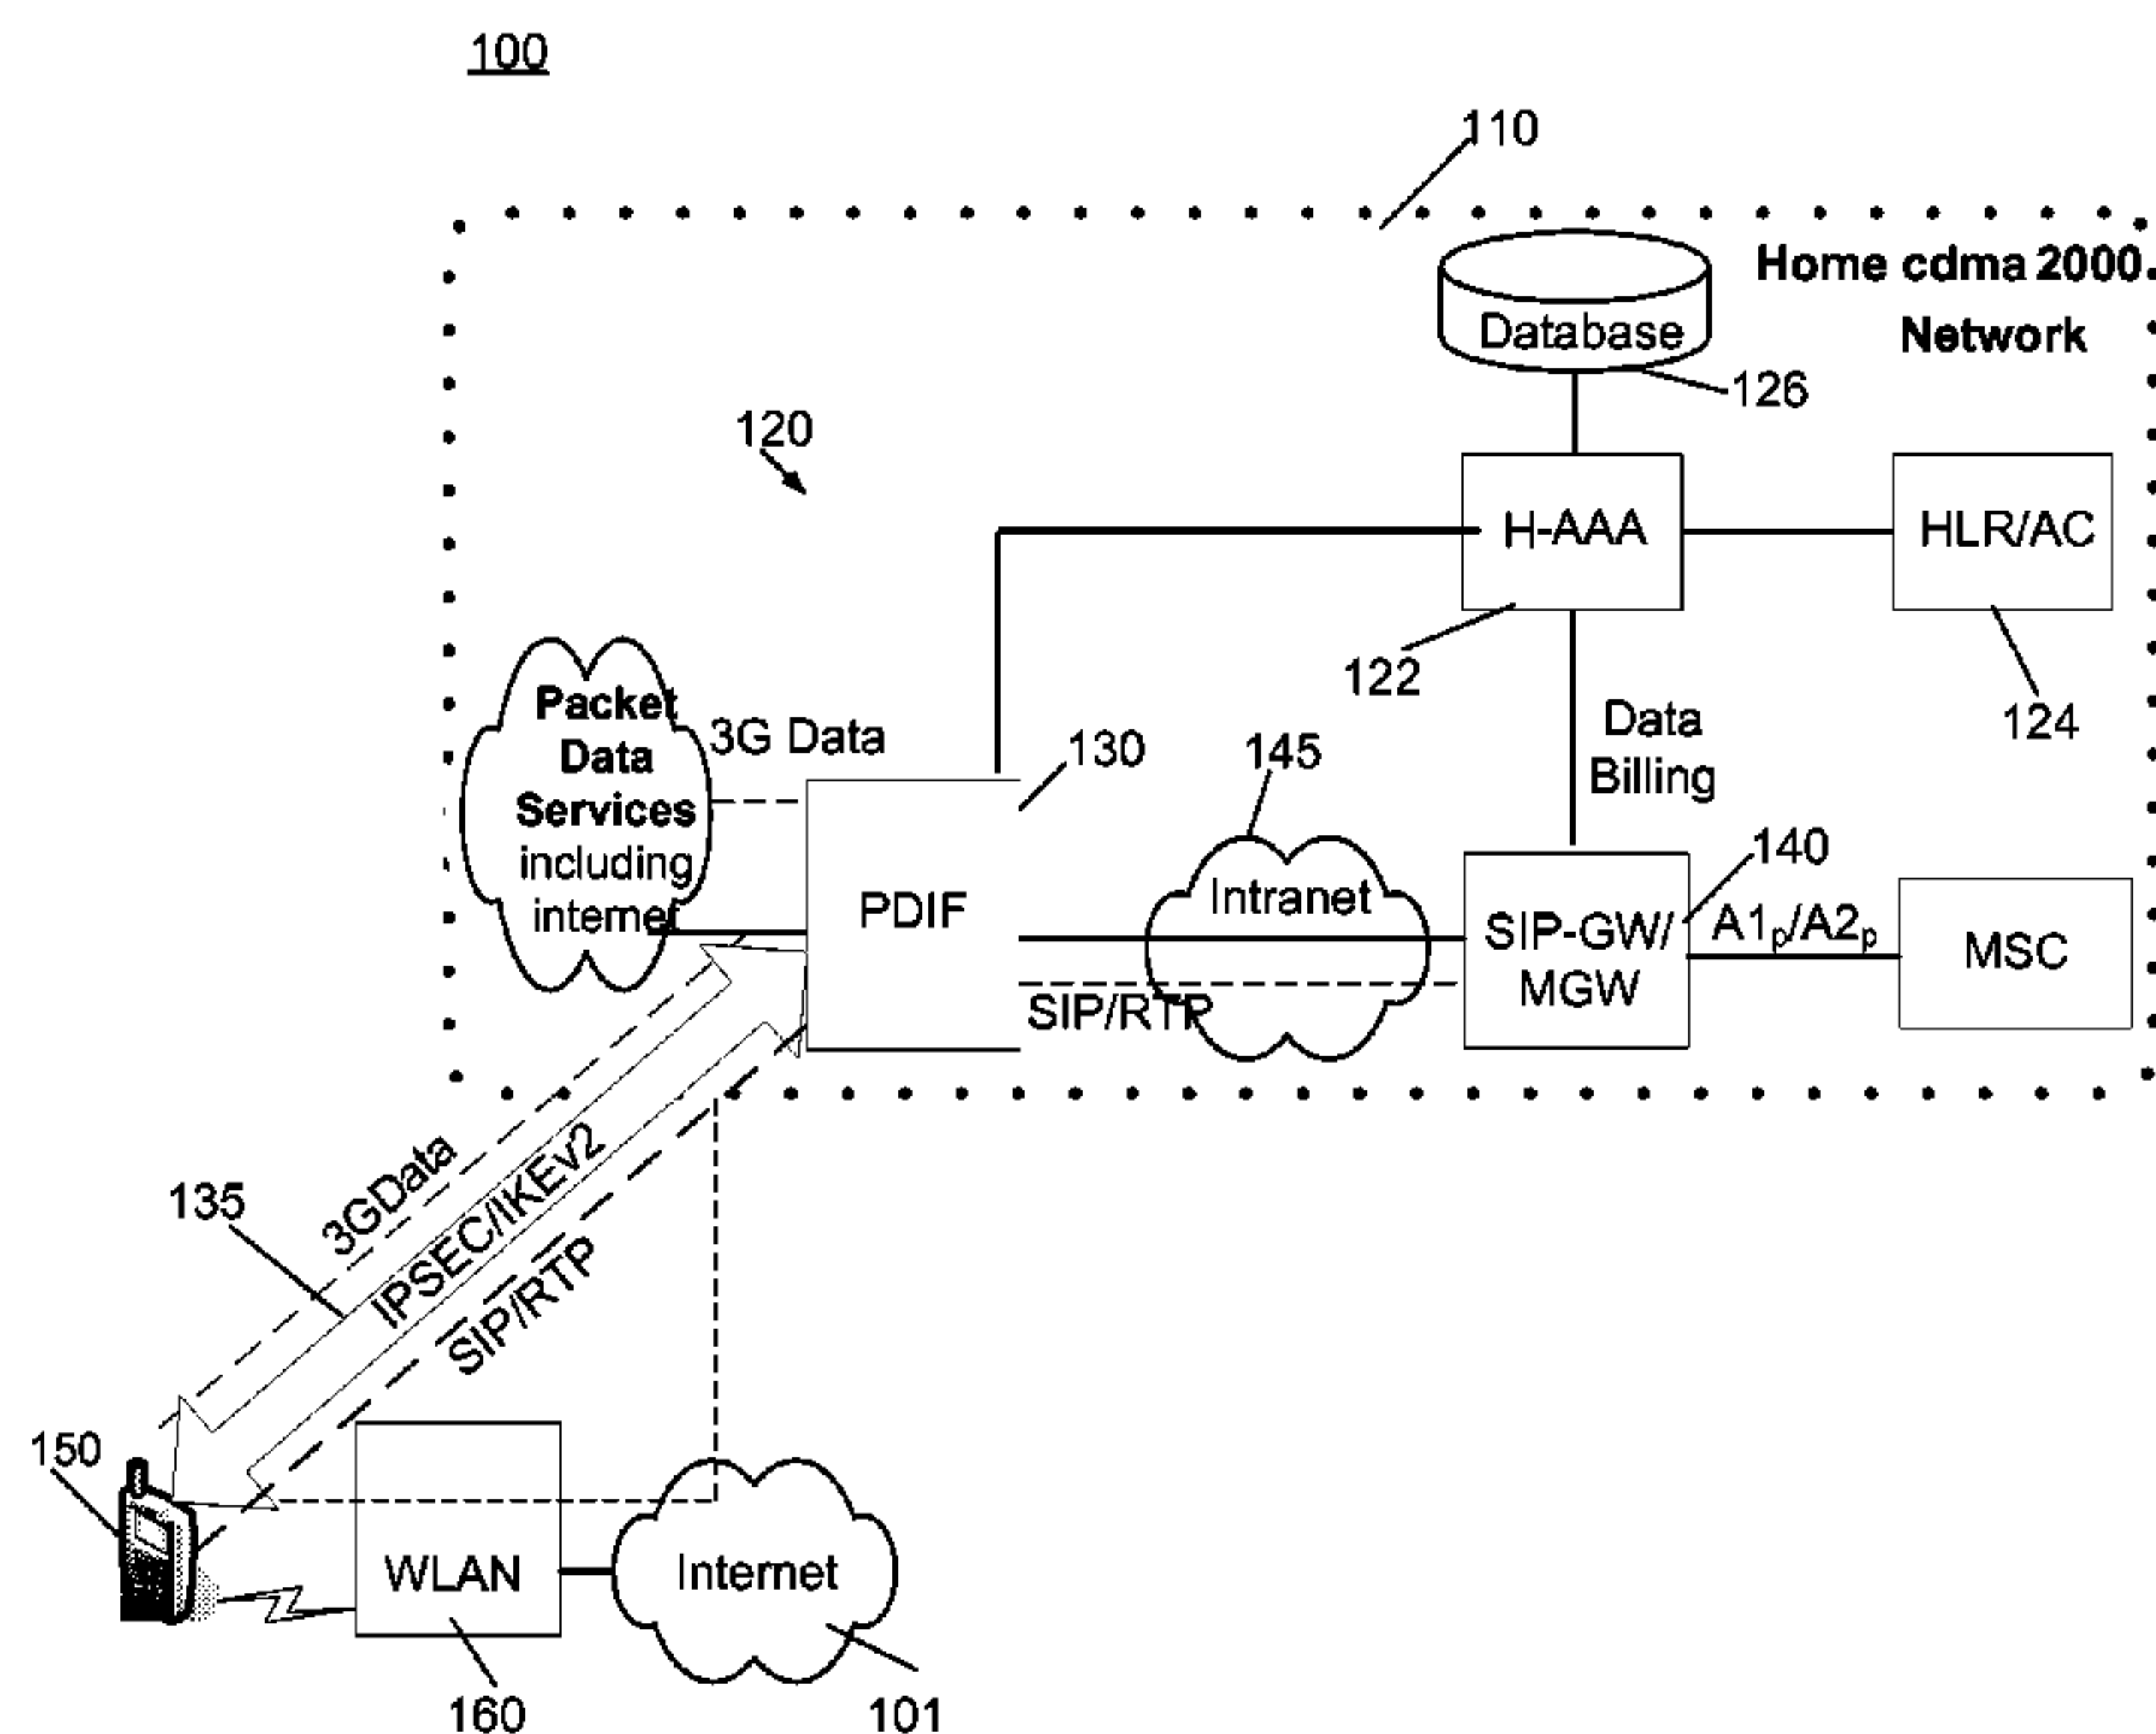 100
110
Home cdma 2000
Network
Database
126
120
H-AAA
HLR/AC
122
124
Packet
Data
Services
including
internet
3G Data
130
145
Data
Billing
140
PDIF
Intranet
SIP-GW/
MGW
A1p/A2p
MSC
SIP/RTP
135
3GData
IPSEC/IKEv2
SIP/RTP
150
WLAN
Internet
160
101